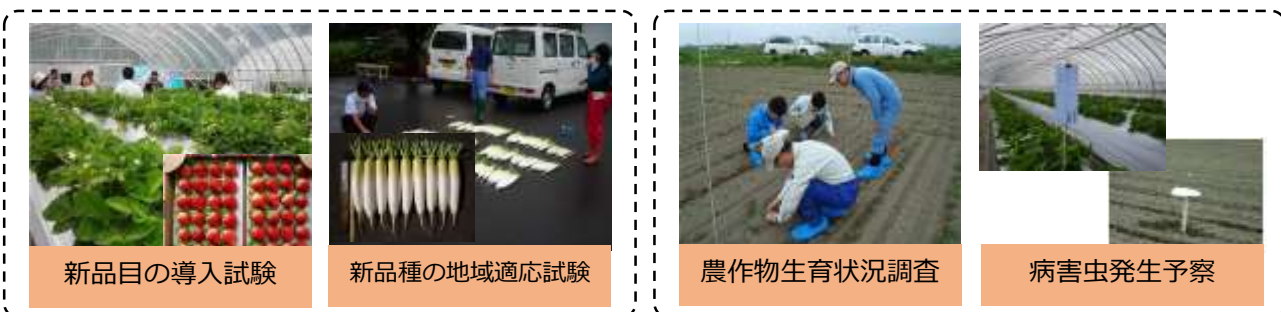 新品目の導入試験
新品種の地域適応試験
農作物生育状況調査
病害虫発生予察